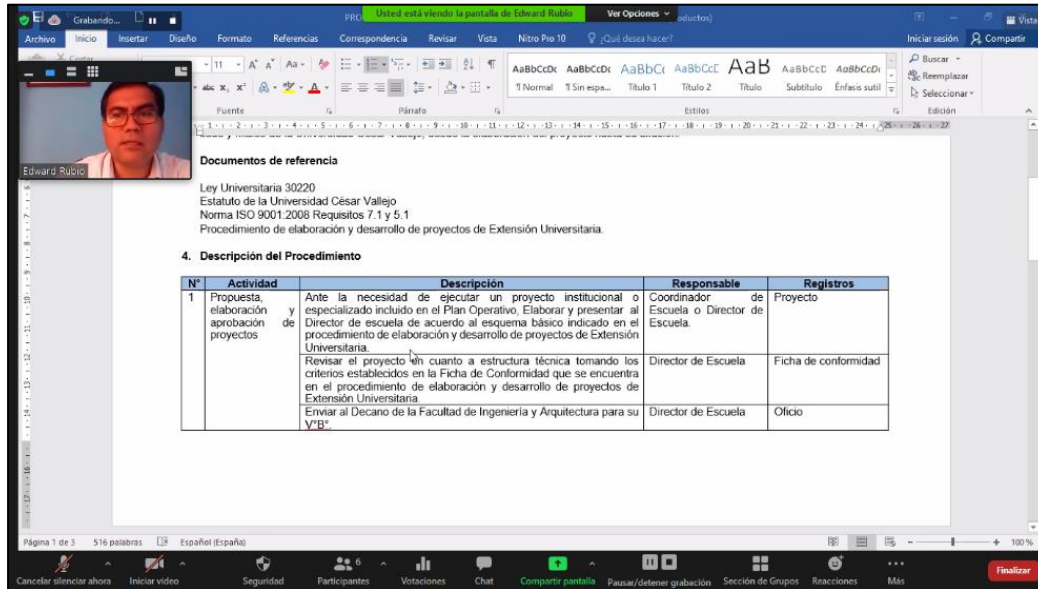 Grabando...
PRO
Usted está viendo la pantalla de Edward Rubio
Ver Opciones
oductos]
Vista
Archivo Inicio Insertar Diseño Formato Referencias Correspondencia Revisar Vista Nitro Pro 10 ¿Qué desea hacer?
Iniciar sesión Compartir
Cortar
11
Aa
abc X₂ X² A A
AaBbCcDc AaBbCcDc AaBbCc AaBbCcE AaB AaBbCcD AaBbCcDc
¶ Normal ¶ Sin espa... Título 1 Título 2 Título Subtítulo Énfasis sutil
Buscar
Reemplazar
Seleccionar
Fuente Párrafo Estilos Edición
Edward Rubio
Documentos de referencia
Ley Universitaria 30220
Estatuto de la Universidad César Vallejo
Norma ISO 9001:2008 Requisitos 7.1 y 5.1
Procedimiento de elaboración y desarrollo de proyectos de Extensión Universitaria.
4. Descripción del Procedimiento
N° Actividad Descripción Responsable Registros
1 Propuesta, elaboración y aprobación de proyectos
Ante la necesidad de ejecutar un proyecto institucional o
especializado incluido en el Plan Operativo, Elaborar y presentar al
Director de escuela de acuerdo al esquema básico indicado en el
procedimiento de elaboración y desarrollo de proyectos de Extensión
Universitaria.
Coordinador de
Escuela o Director de
Escuela.
Proyecto
Revisar el proyecto en cuanto a estructura técnica tomando los
criterios establecidos en la Ficha de Conformidad que se encuentra
en el procedimiento de elaboración y desarrollo de proyectos de
Extensión Universitaria.
Director de Escuela
Ficha de conformidad
Enviar al Decano de la Facultad de Ingeniería y Arquitectura para su
V°B°.
Director de Escuela
Oficio
Página 1 de 3 516 palabras Español (España)
100 %
Cancelar silenciar ahora Iniciar video Seguridad Participantes 6 Votaciones Chat Compartir pantalla Pausar/detener grabación Sección de Grupos Reacciones Más
Finalizar